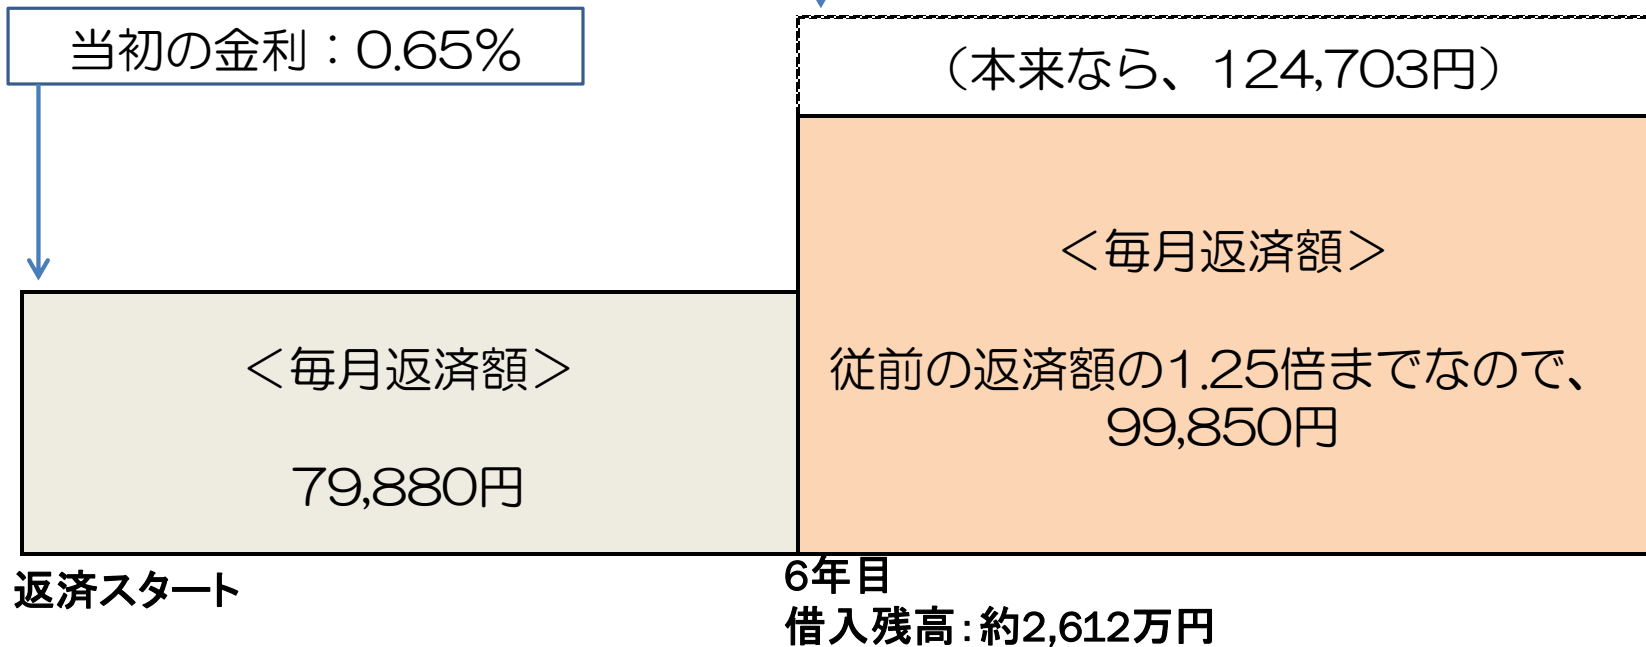 当初の金利：0.65%
（本来なら、124,703円）
＜毎月返済額＞
79,880円
＜毎月返済額＞
従前の返済額の1.25倍までなので、
99,850円
返済スタート
6年目
借入残高：約2,612万円